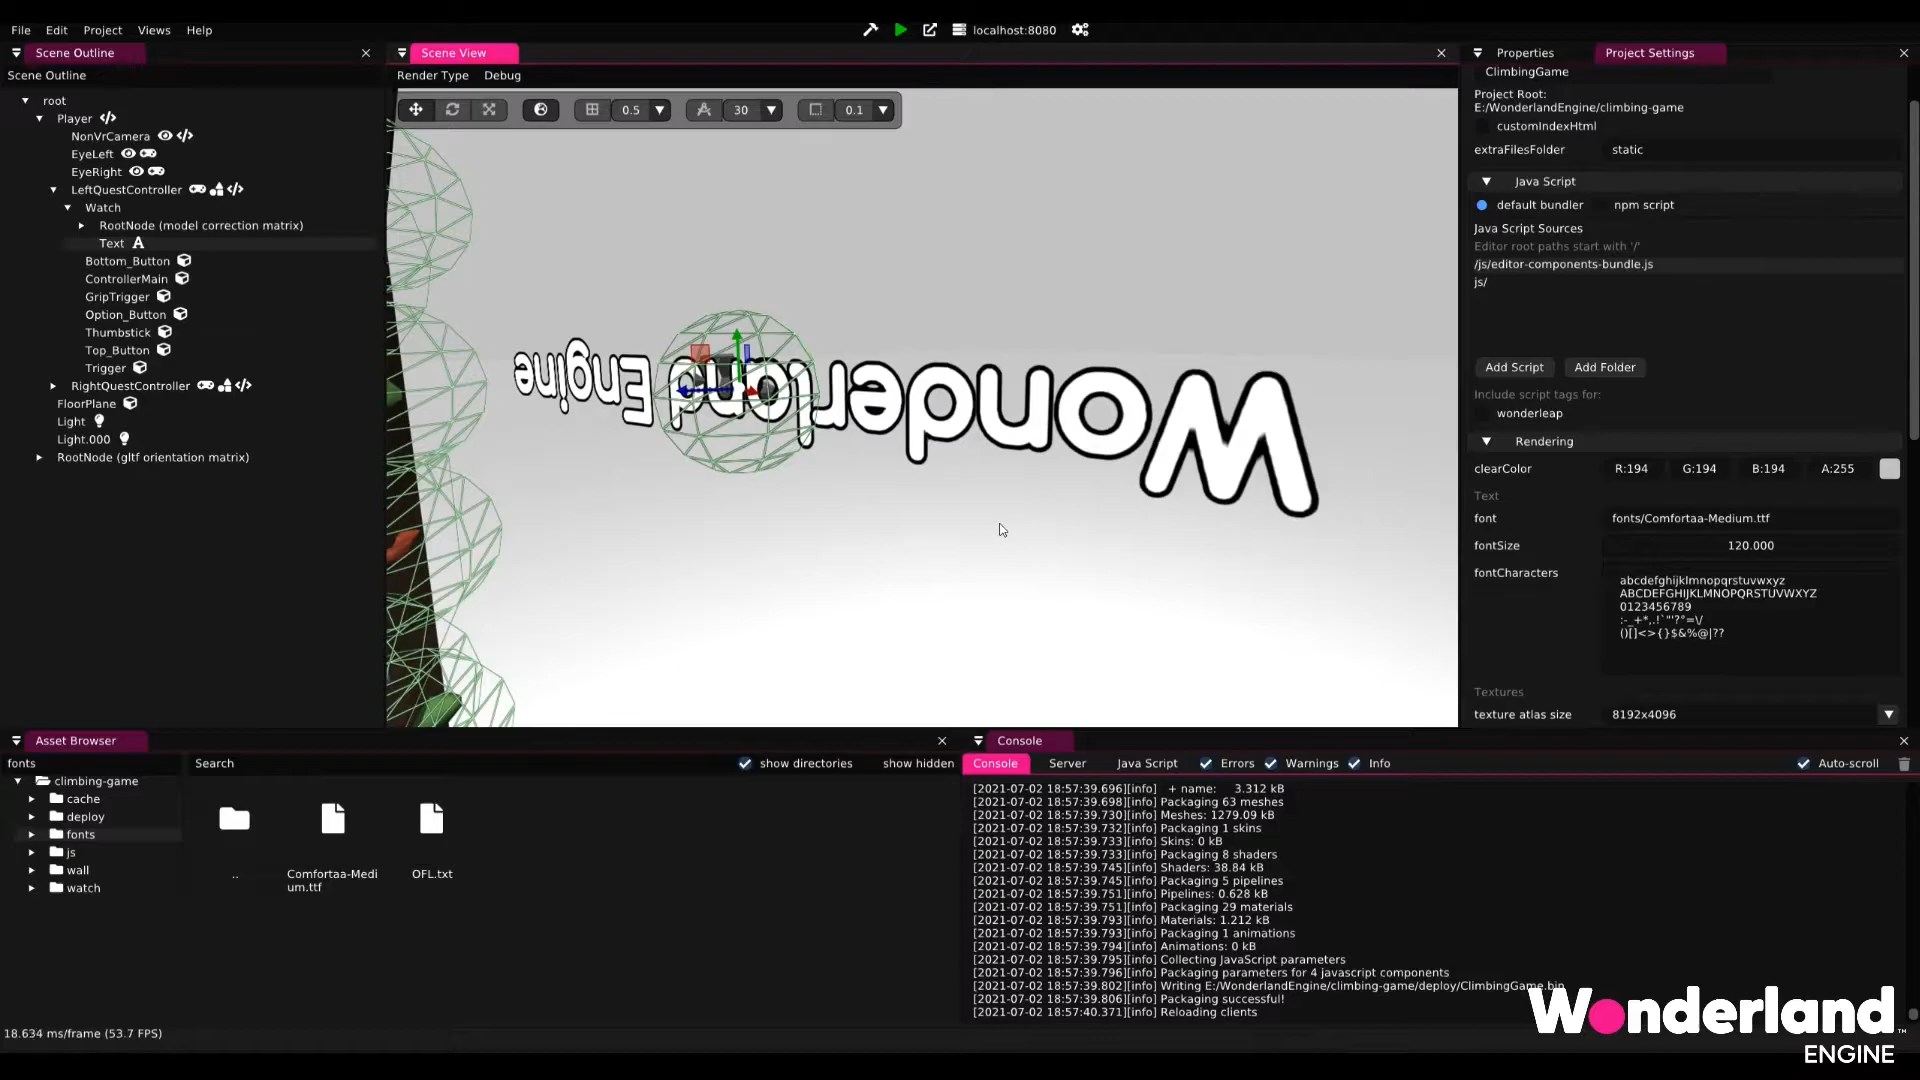 File Edit Project Views Help
localhost:8080
Scene Outline
Scene Outline
root
Player
NonVrCamera
EyeLeft
EyeRight
LeftQuestController
Watch
RootNode (model correction matrix)
Text
Bottom_Button
ControllerMain
GripTrigger
Option_Button
Thumbstick
Top_Button
Trigger
RightQuestController
FloorPlane
Light
Light.000
RootNode (gltf orientation matrix)
Scene View
Render Type Debug
0.5 30 0.1
Wonderland Engine
Properties Project Settings
ClimbingGame
Project Root:
E:/WonderlandEngine/climbing-game
customIndexHtml
extraFilesFolder static
Java Script
default bundler npm script
Java Script Sources
Editor root paths start with '/'
/js/editor-components-bundle.js
js/
Add Script Add Folder
Include script tags for:
wonderleap
Rendering
clearColor R:194 G:194 B:194 A:255
Text
font fonts/Comfortaa-Medium.ttf
fontSize 120.000
fontCharacters
abcdefghijklmnopqrstuvwxyz
ABCDEFGHIJKLMNOPQRSTUVWXYZ
0123456789
:-_+*,.!`"'?°=\/
()[]<>{}$&%@|??
Textures
texture atlas size 8192x4096
Asset Browser
fonts
Search
show directories show hidden
climbing-game
cache
deploy
fonts
js
wall
watch
..
Comfortaa-Medi
um.ttf
OFL.txt
Console
Console Server Java Script Errors Warnings Info Auto-scroll
[2021-07-02 18:57:39.696][info] + name: 3.312 kB
[2021-07-02 18:57:39.698][info] Packaging 63 meshes
[2021-07-02 18:57:39.730][info] Meshes: 1279.09 kB
[2021-07-02 18:57:39.732][info] Packaging 1 skins
[2021-07-02 18:57:39.733][info] Skins: 0 kB
[2021-07-02 18:57:39.733][info] Packaging 8 shaders
[2021-07-02 18:57:39.745][info] Shaders: 38.84 kB
[2021-07-02 18:57:39.745][info] Packaging 5 pipelines
[2021-07-02 18:57:39.751][info] Pipelines: 0.628 kB
[2021-07-02 18:57:39.751][info] Packaging 29 materials
[2021-07-02 18:57:39.793][info] Materials: 1.212 kB
[2021-07-02 18:57:39.793][info] Packaging 1 animations
[2021-07-02 18:57:39.794][info] Animations: 0 kB
[2021-07-02 18:57:39.795][info] Collecting JavaScript parameters
[2021-07-02 18:57:39.796][info] Packaging parameters for 4 javascript components
[2021-07-02 18:57:39.802][info] Writing E:/WonderlandEngine/climbing-game/deploy/ClimbingGame.bin
[2021-07-02 18:57:39.806][info] Packaging successful!
[2021-07-02 18:57:40.371][info] Reloading clients
18.634 ms/frame (53.7 FPS)
Wonderland™
ENGINE